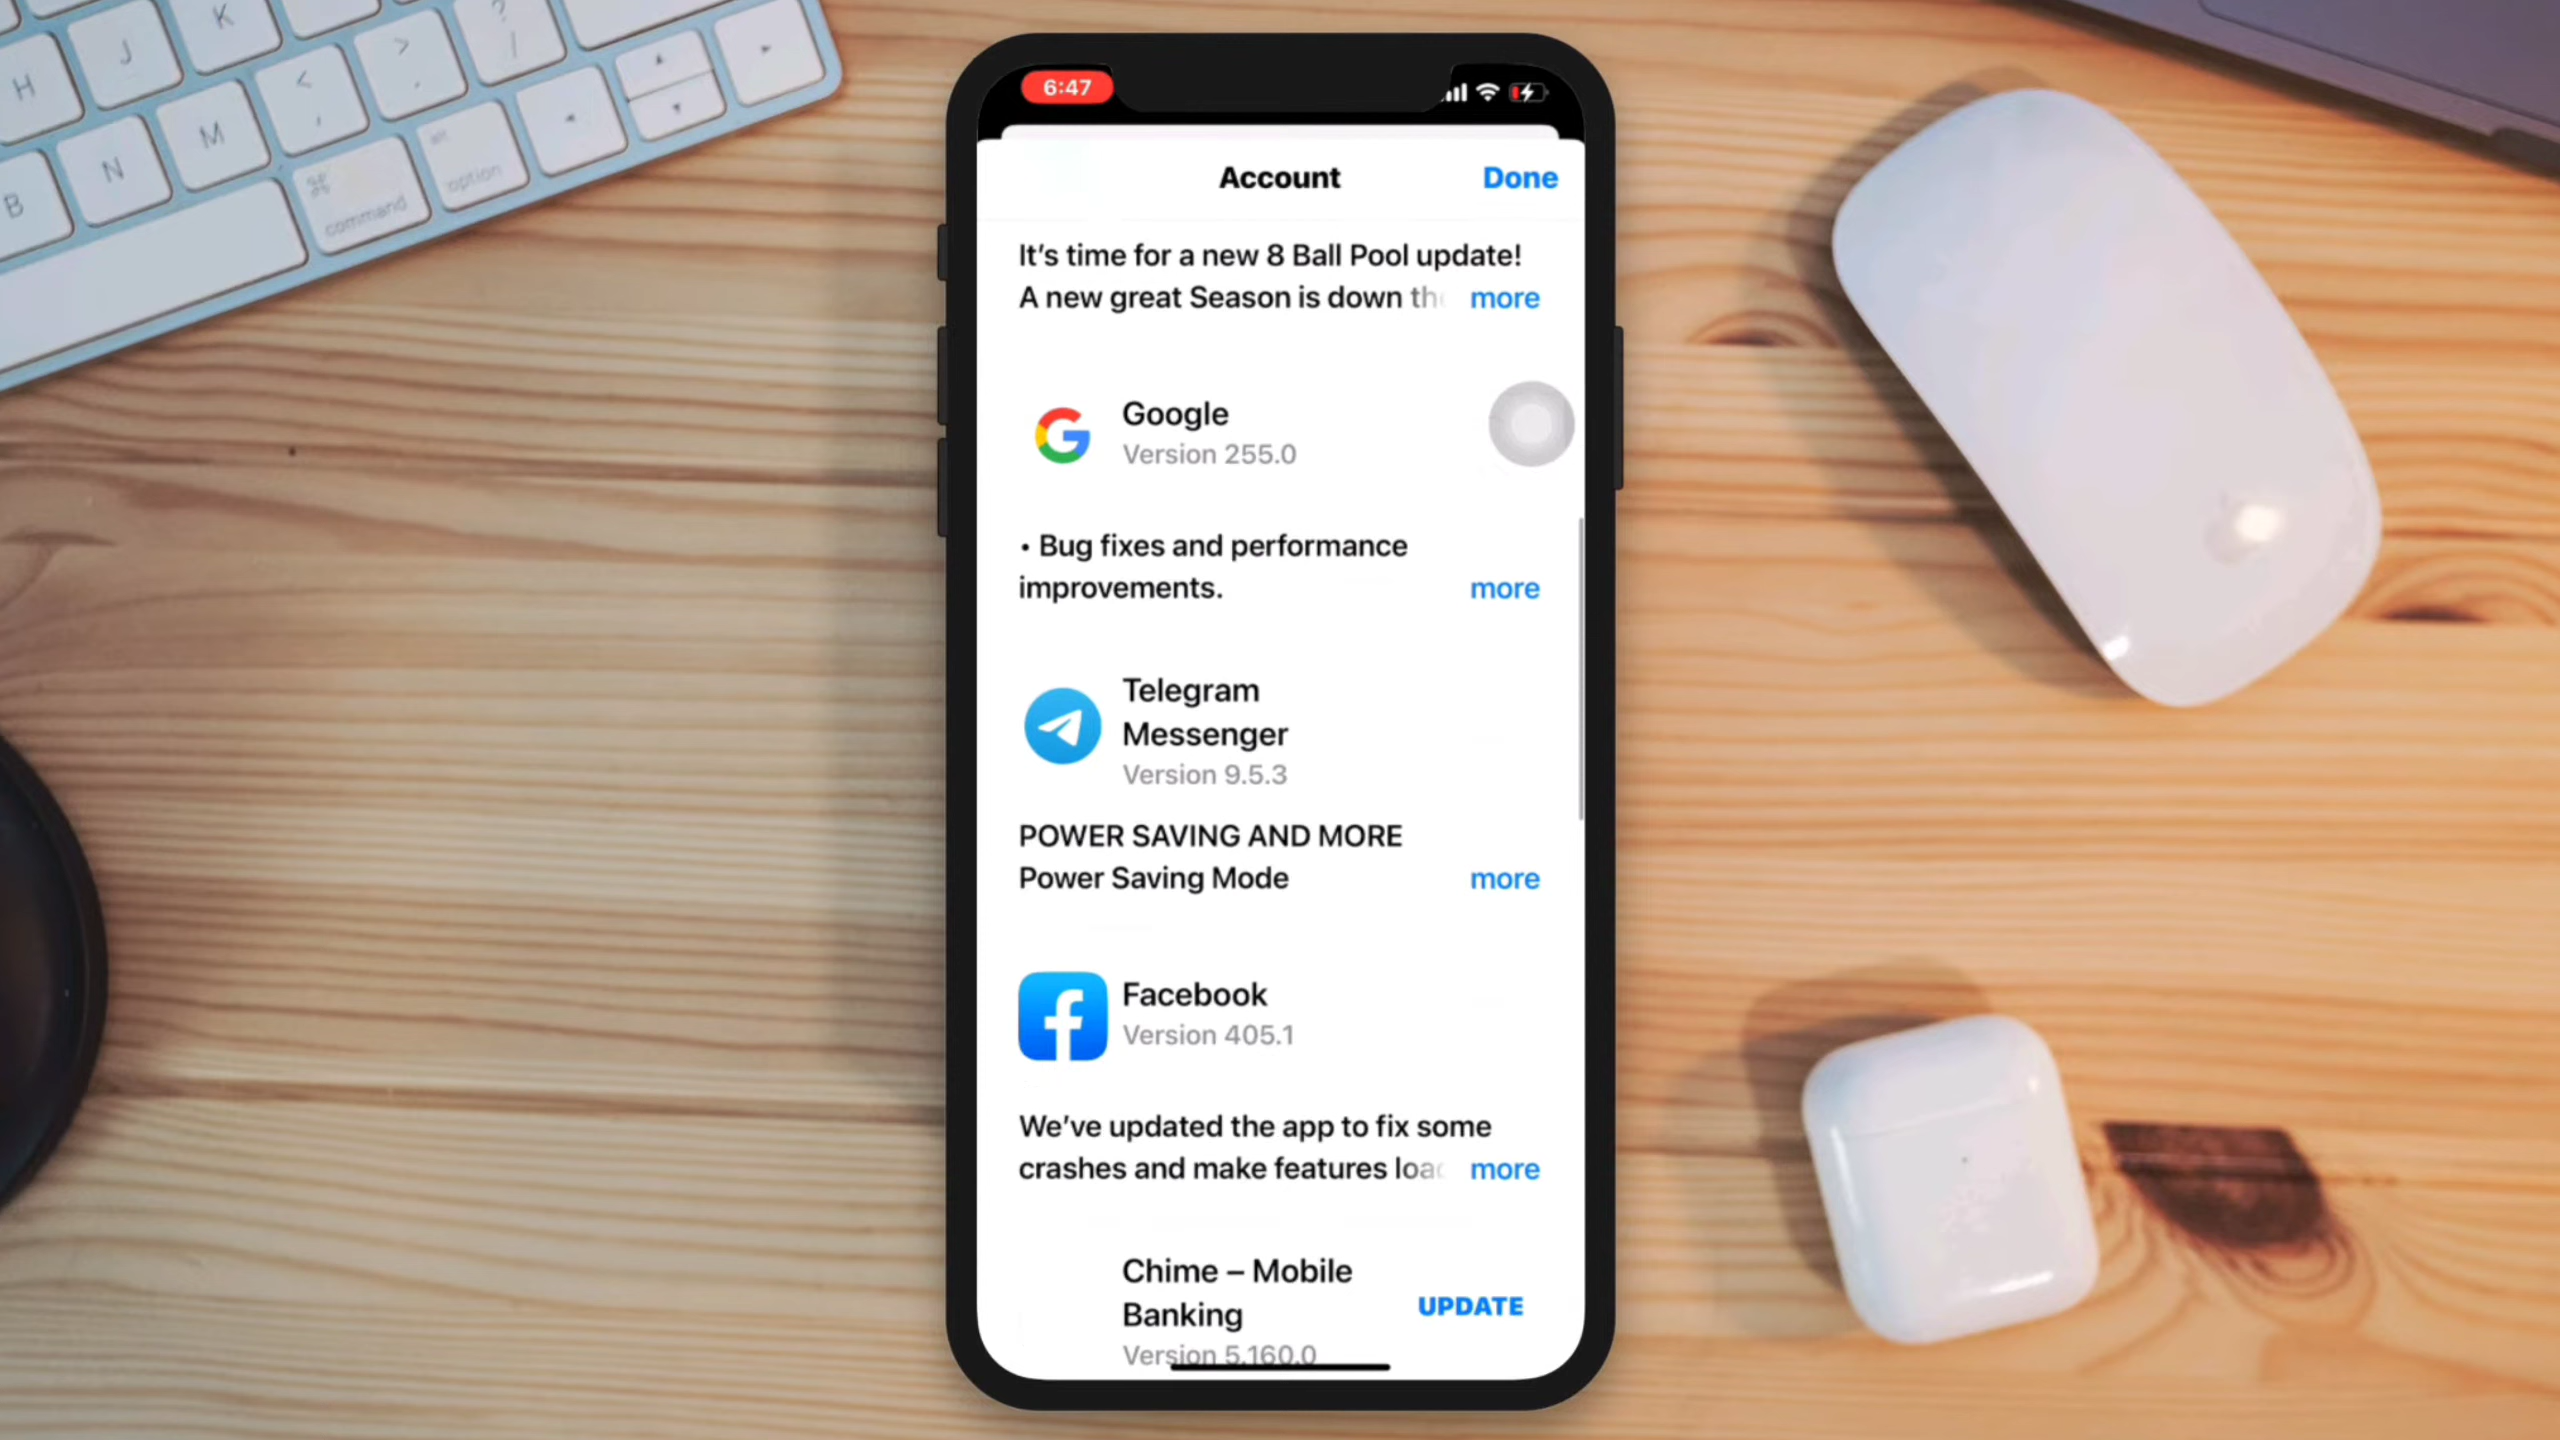 K
?
/
H
J
<
,
>
.
B
N
M
⌘
command
alt
option
6:47
Account
Done
It's time for a new 8 Ball Pool update!
A new great Season is down th
more
Google
Version 255.0
• Bug fixes and performance
improvements.
more
Telegram
Messenger
Version 9.5.3
POWER SAVING AND MORE
Power Saving Mode
more
Facebook
Version 405.1
We've updated the app to fix some
crashes and make features loa
more
Chime – Mobile
Banking
UPDATE
Version 5.160.0